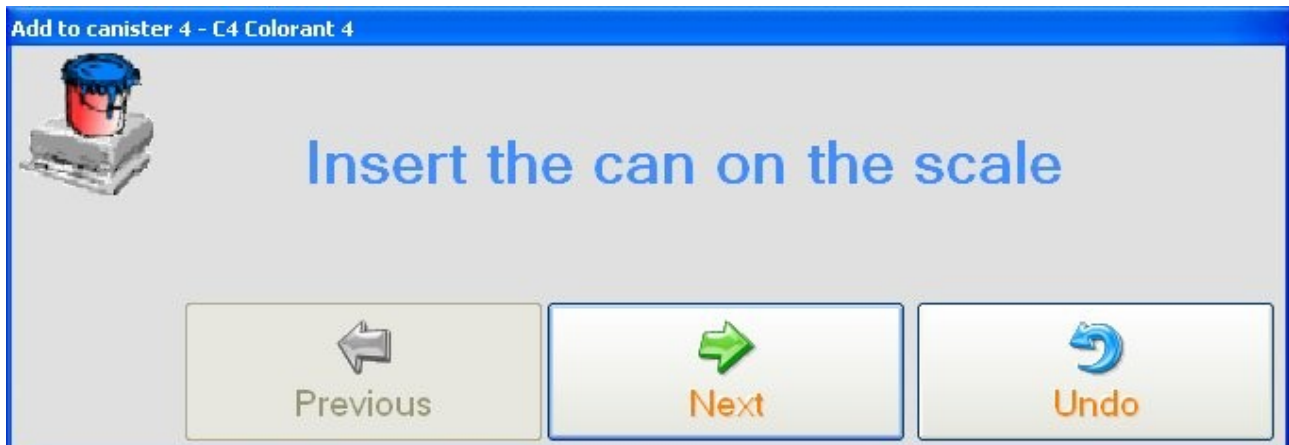 Add to canister 4 - C4 Colorant 4
Insert the can on the scale
Previous
Next
Undo